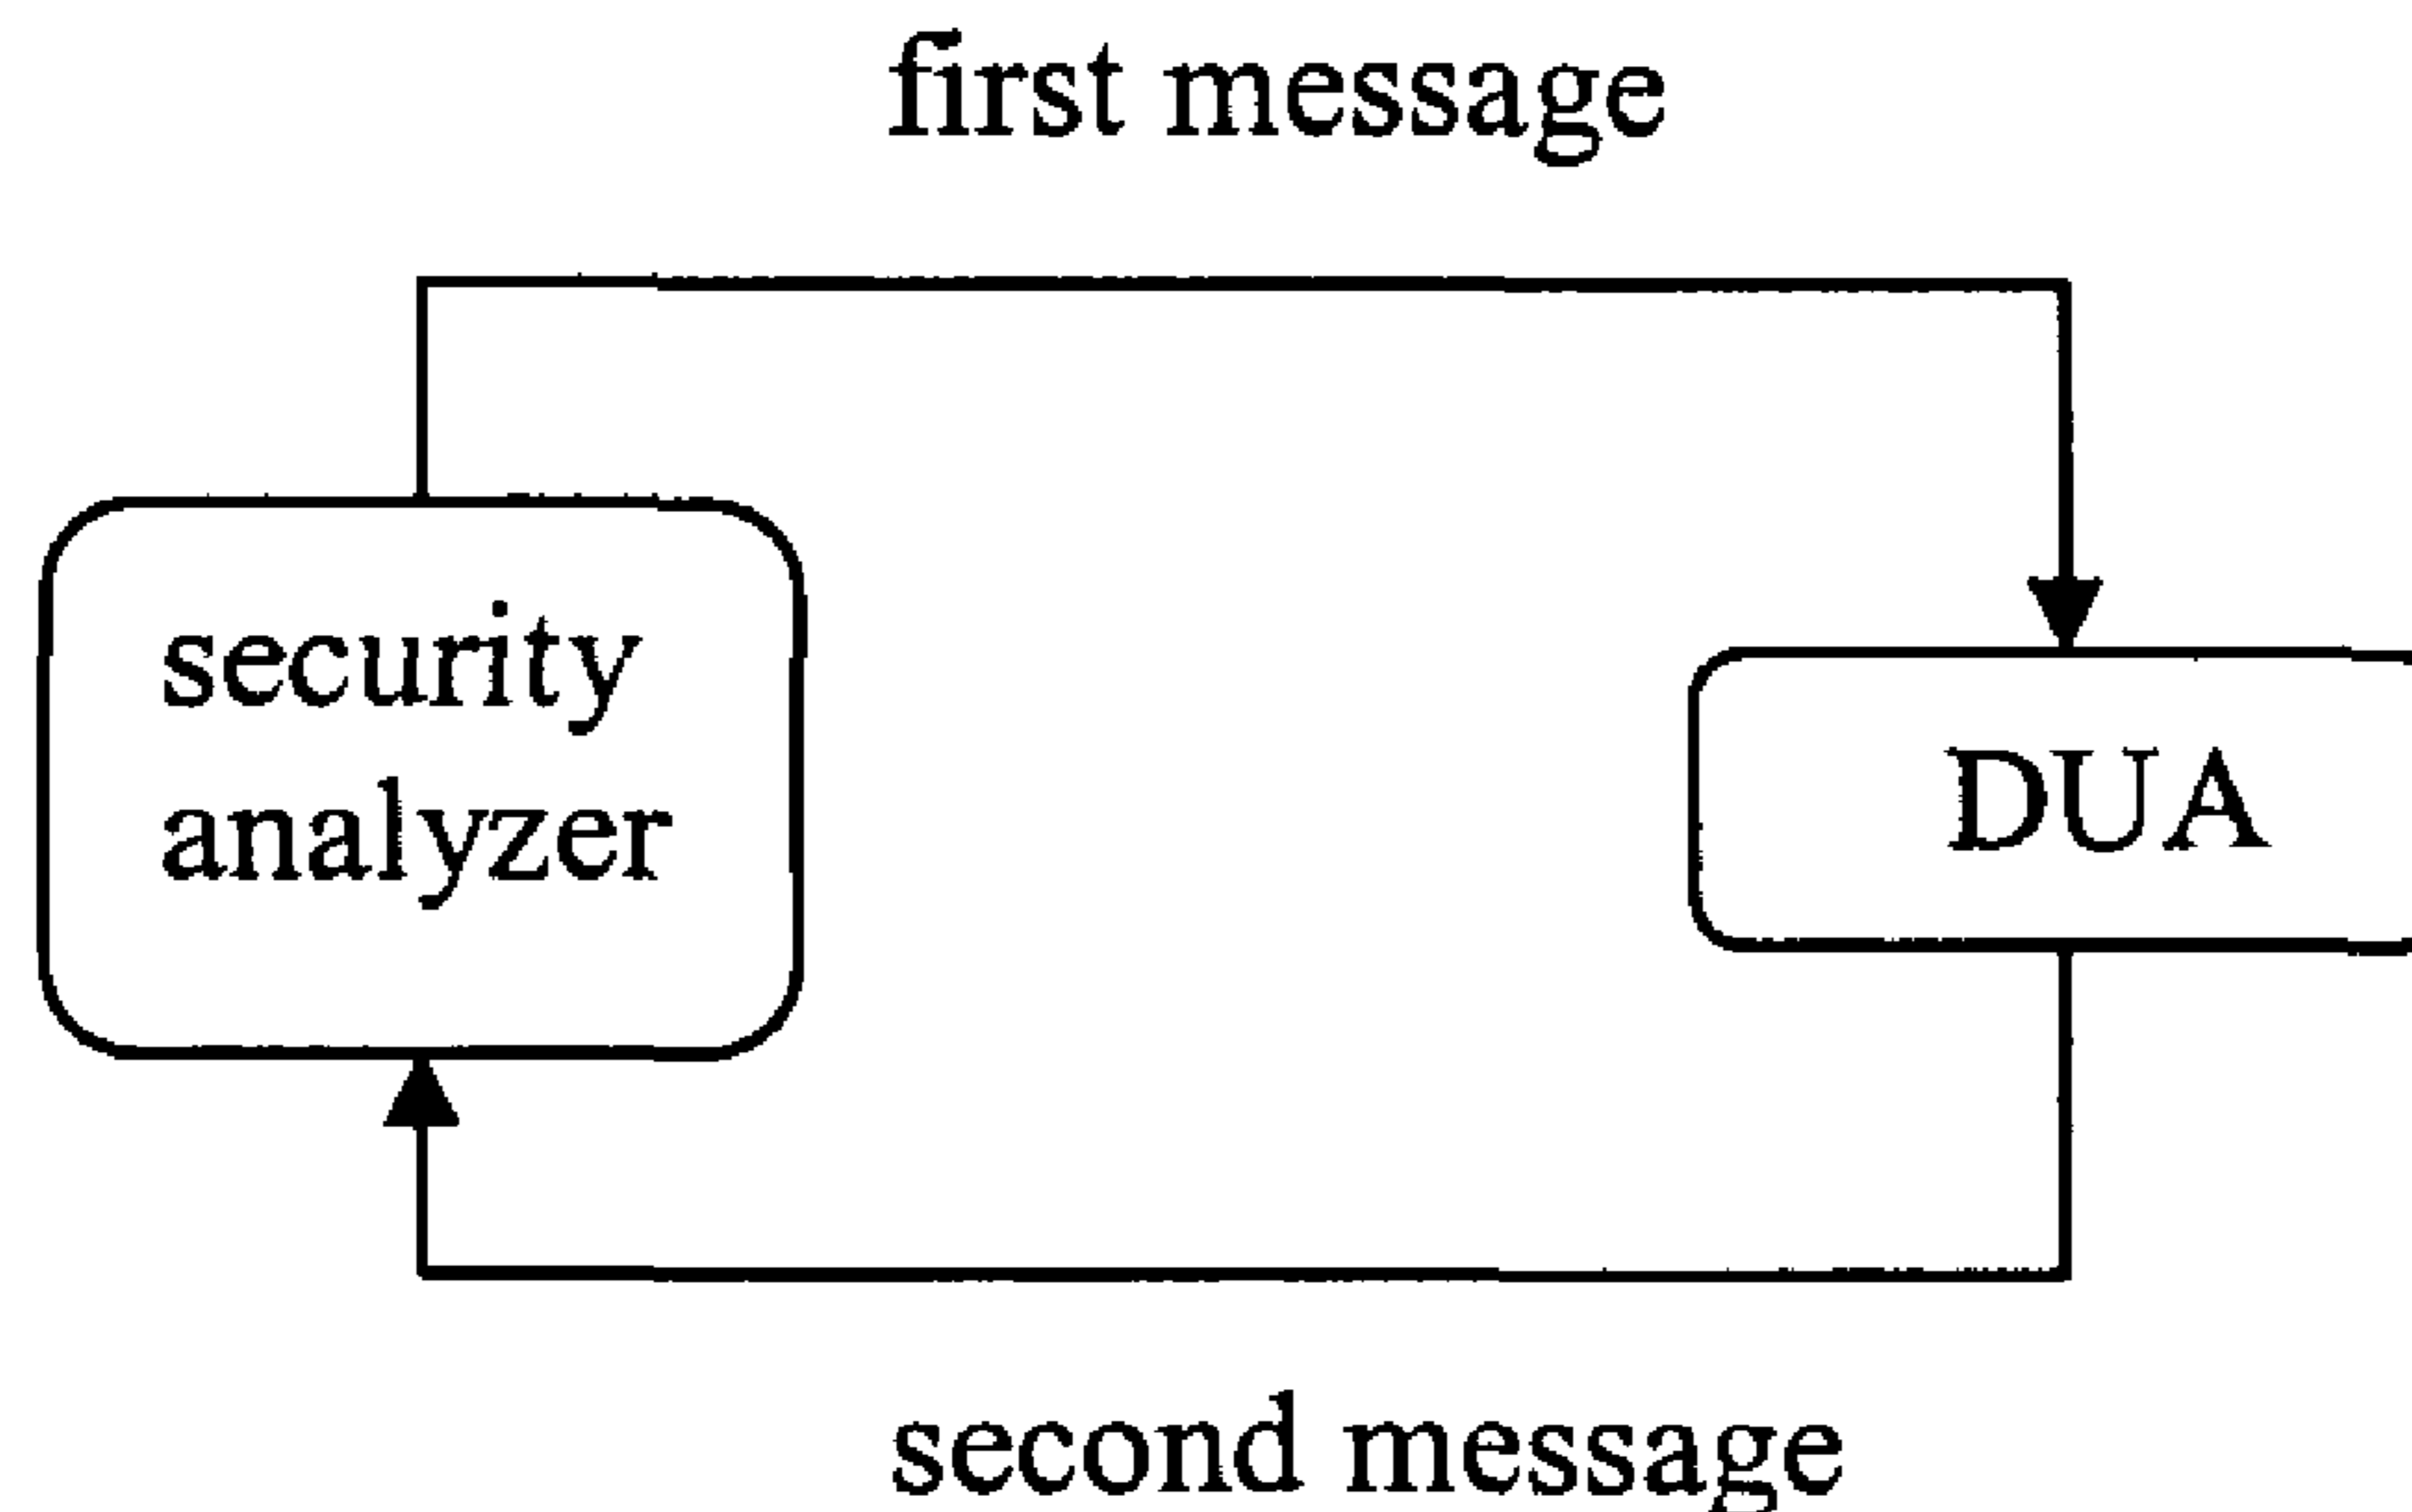 first message
security
analyzer
DUA
second message